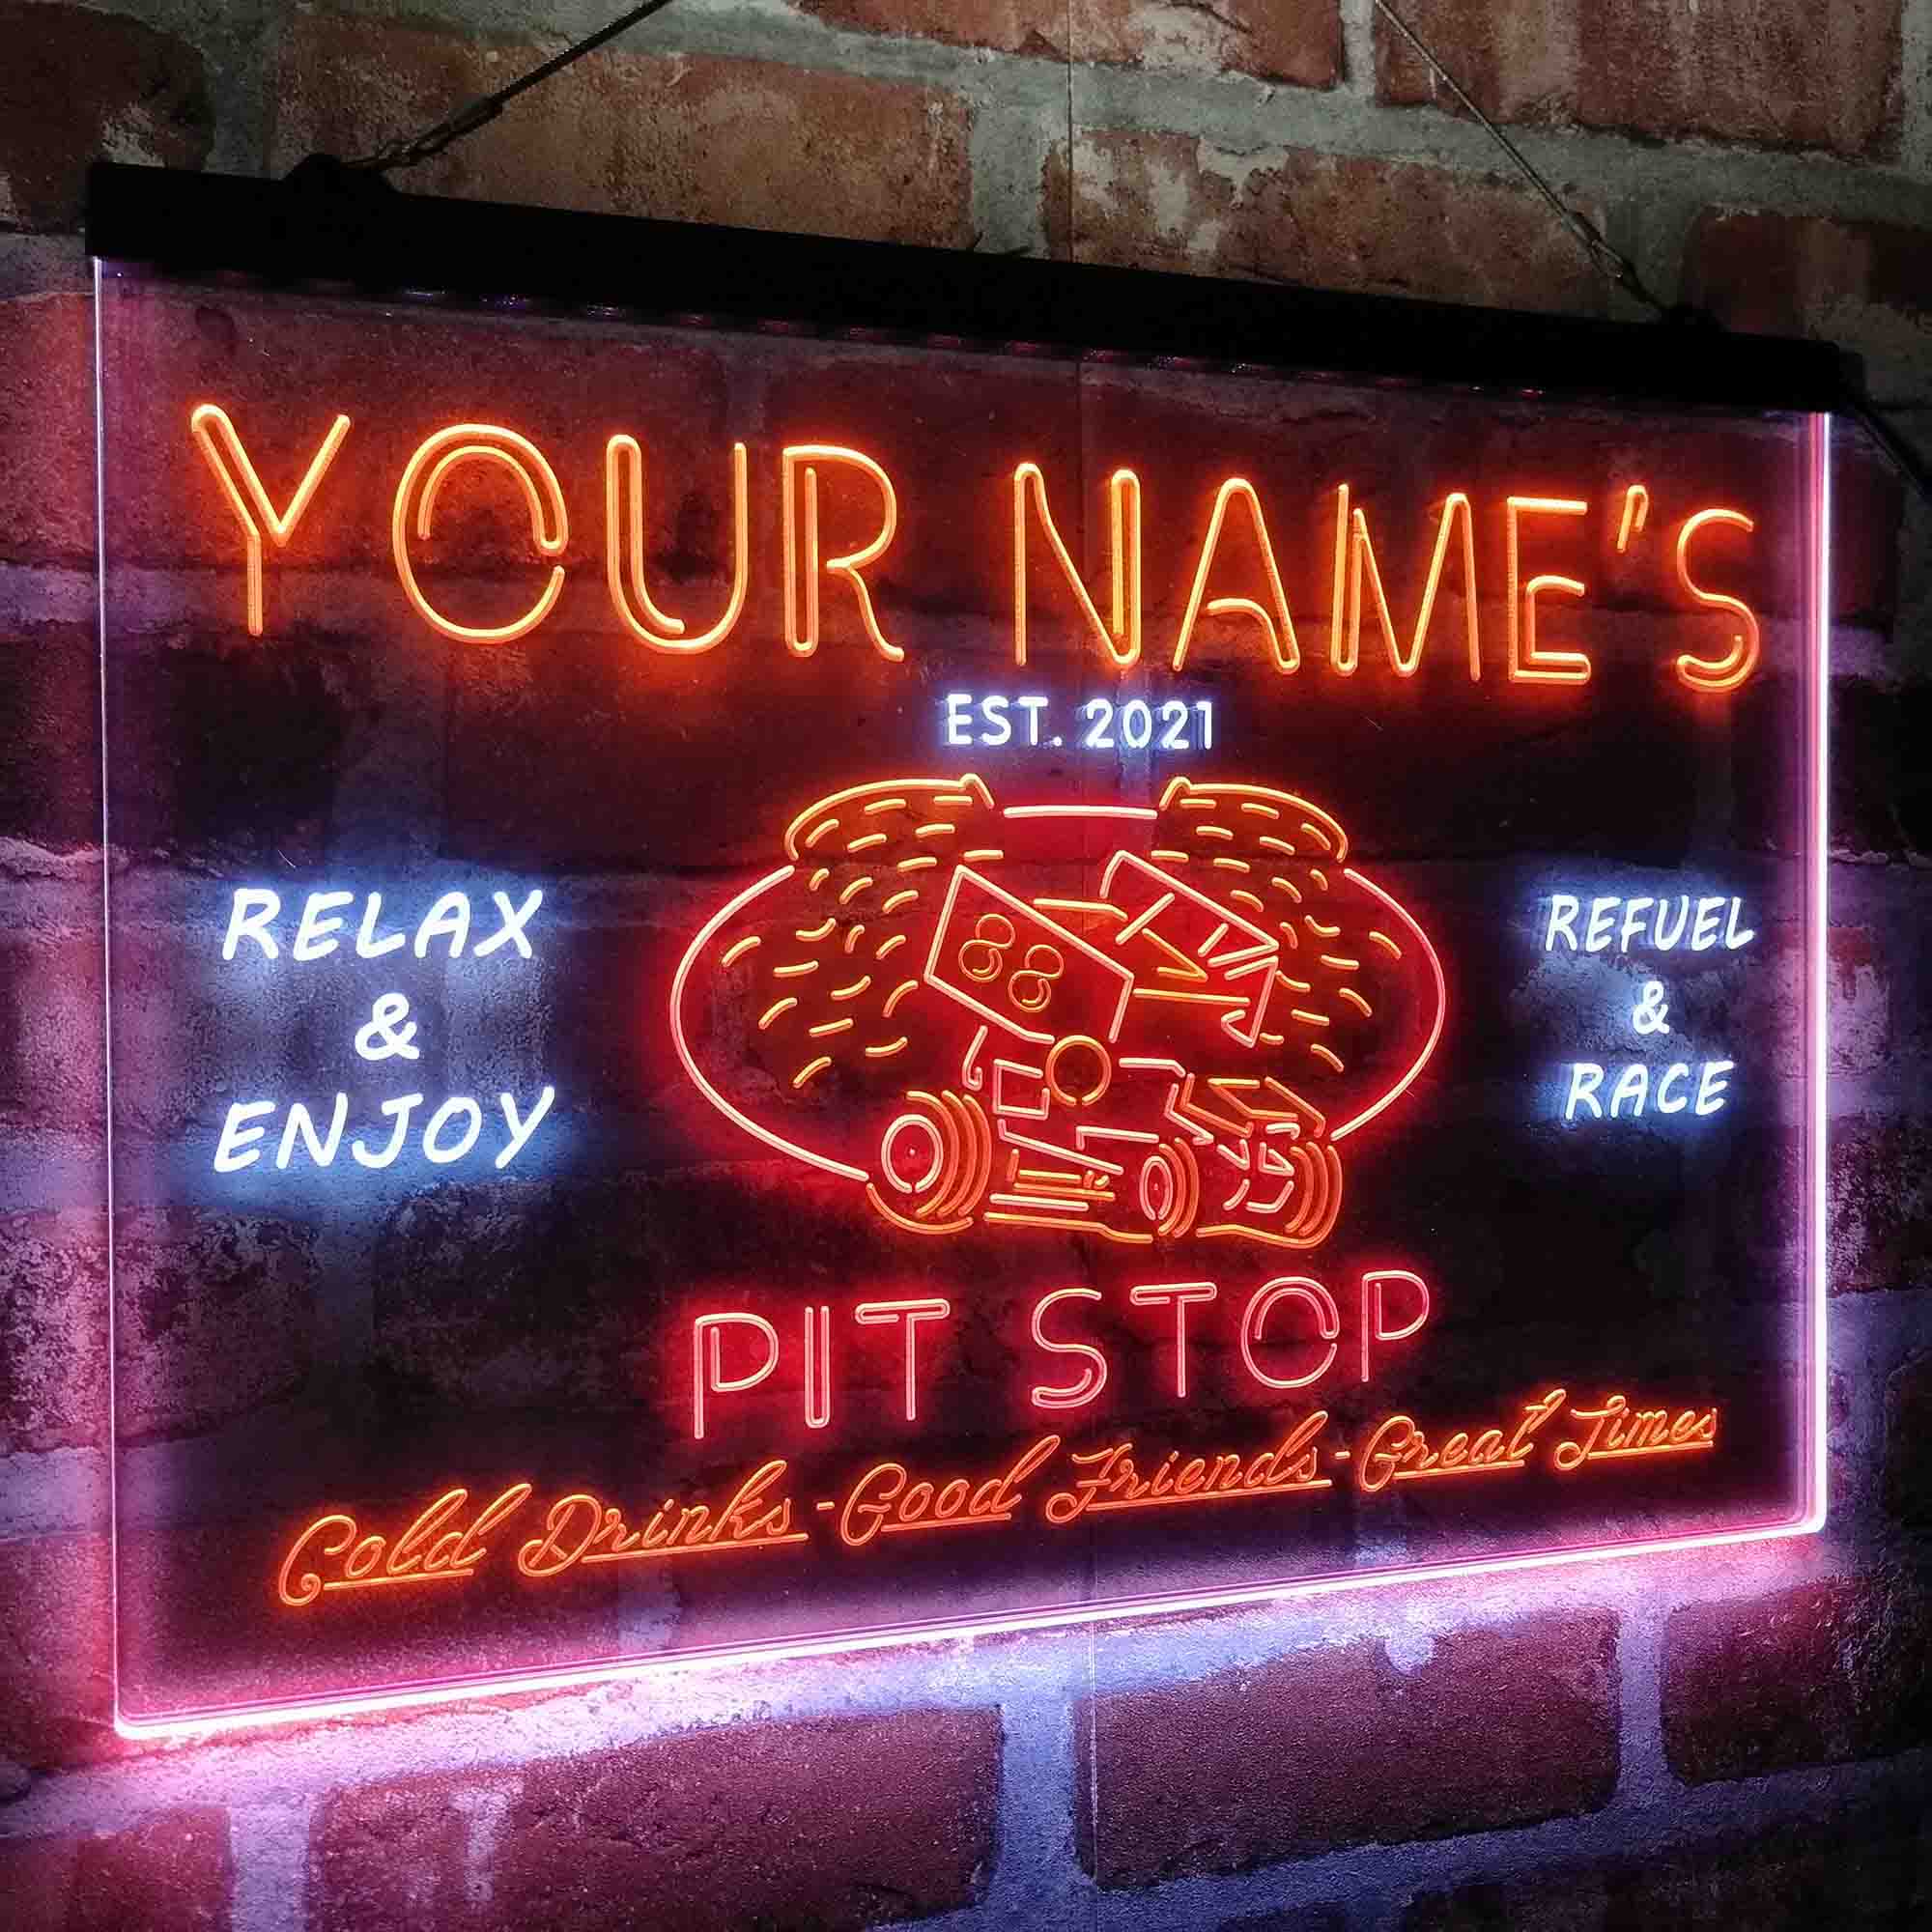 YOUR NAME'S
EST. 2021
RELAX
&
ENJOY
88
REFUEL
&
RACE
PIT STOP
Cold Drinks - Good Friends - Great Times